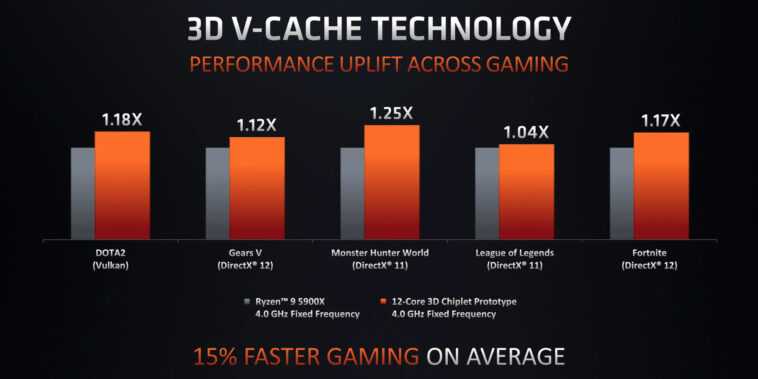 3D V-CACHE TECHNOLOGY
PERFORMANCE UPLIFT ACROSS GAMING
1.18X
1.12X
1.25X
1.04X
1.17X
DOTA2
(Vulkan)
Gears V
(DirectX® 12)
Monster Hunter World
(DirectX® 11)
League of Legends
(DirectX® 11)
Fortnite
(DirectX® 12)
Ryzen™ 9 5900X
4.0 GHz Fixed Frequency
12-Core 3D Chiplet Prototype
4.0 GHz Fixed Frequency
15% FASTER GAMING ON AVERAGE